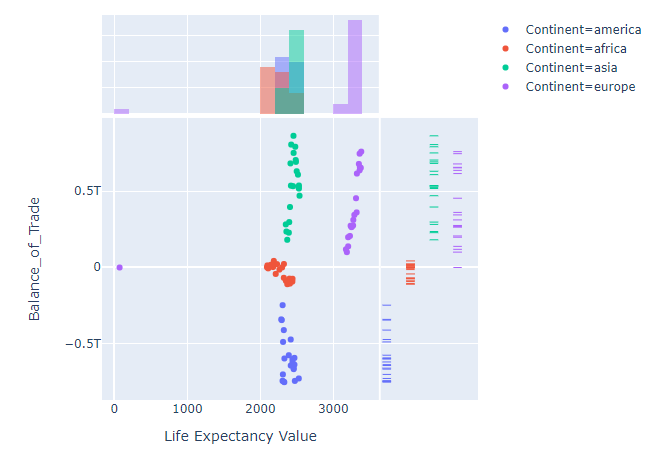 Continent=america
Continent=africa
Continent=asia
Continent=europe
0.5T
0
−0.5T
Balance_of_Trade
0 1000 2000 3000
Life Expectancy Value